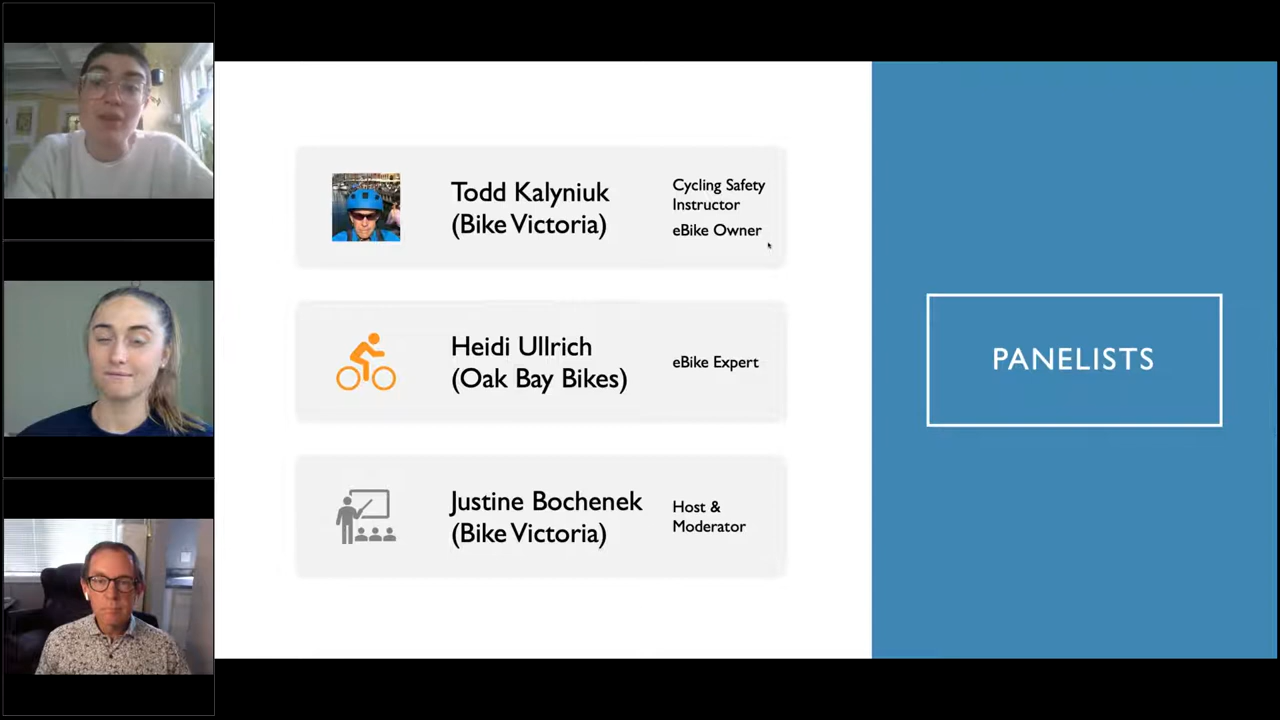 Todd Kalyniuk
(Bike Victoria)
Cycling Safety
Instructor
eBike Owner
Heidi Ullrich
(Oak Bay Bikes)
eBike Expert
Justine Bochenek
(Bike Victoria)
Host &
Moderator
PANELISTS